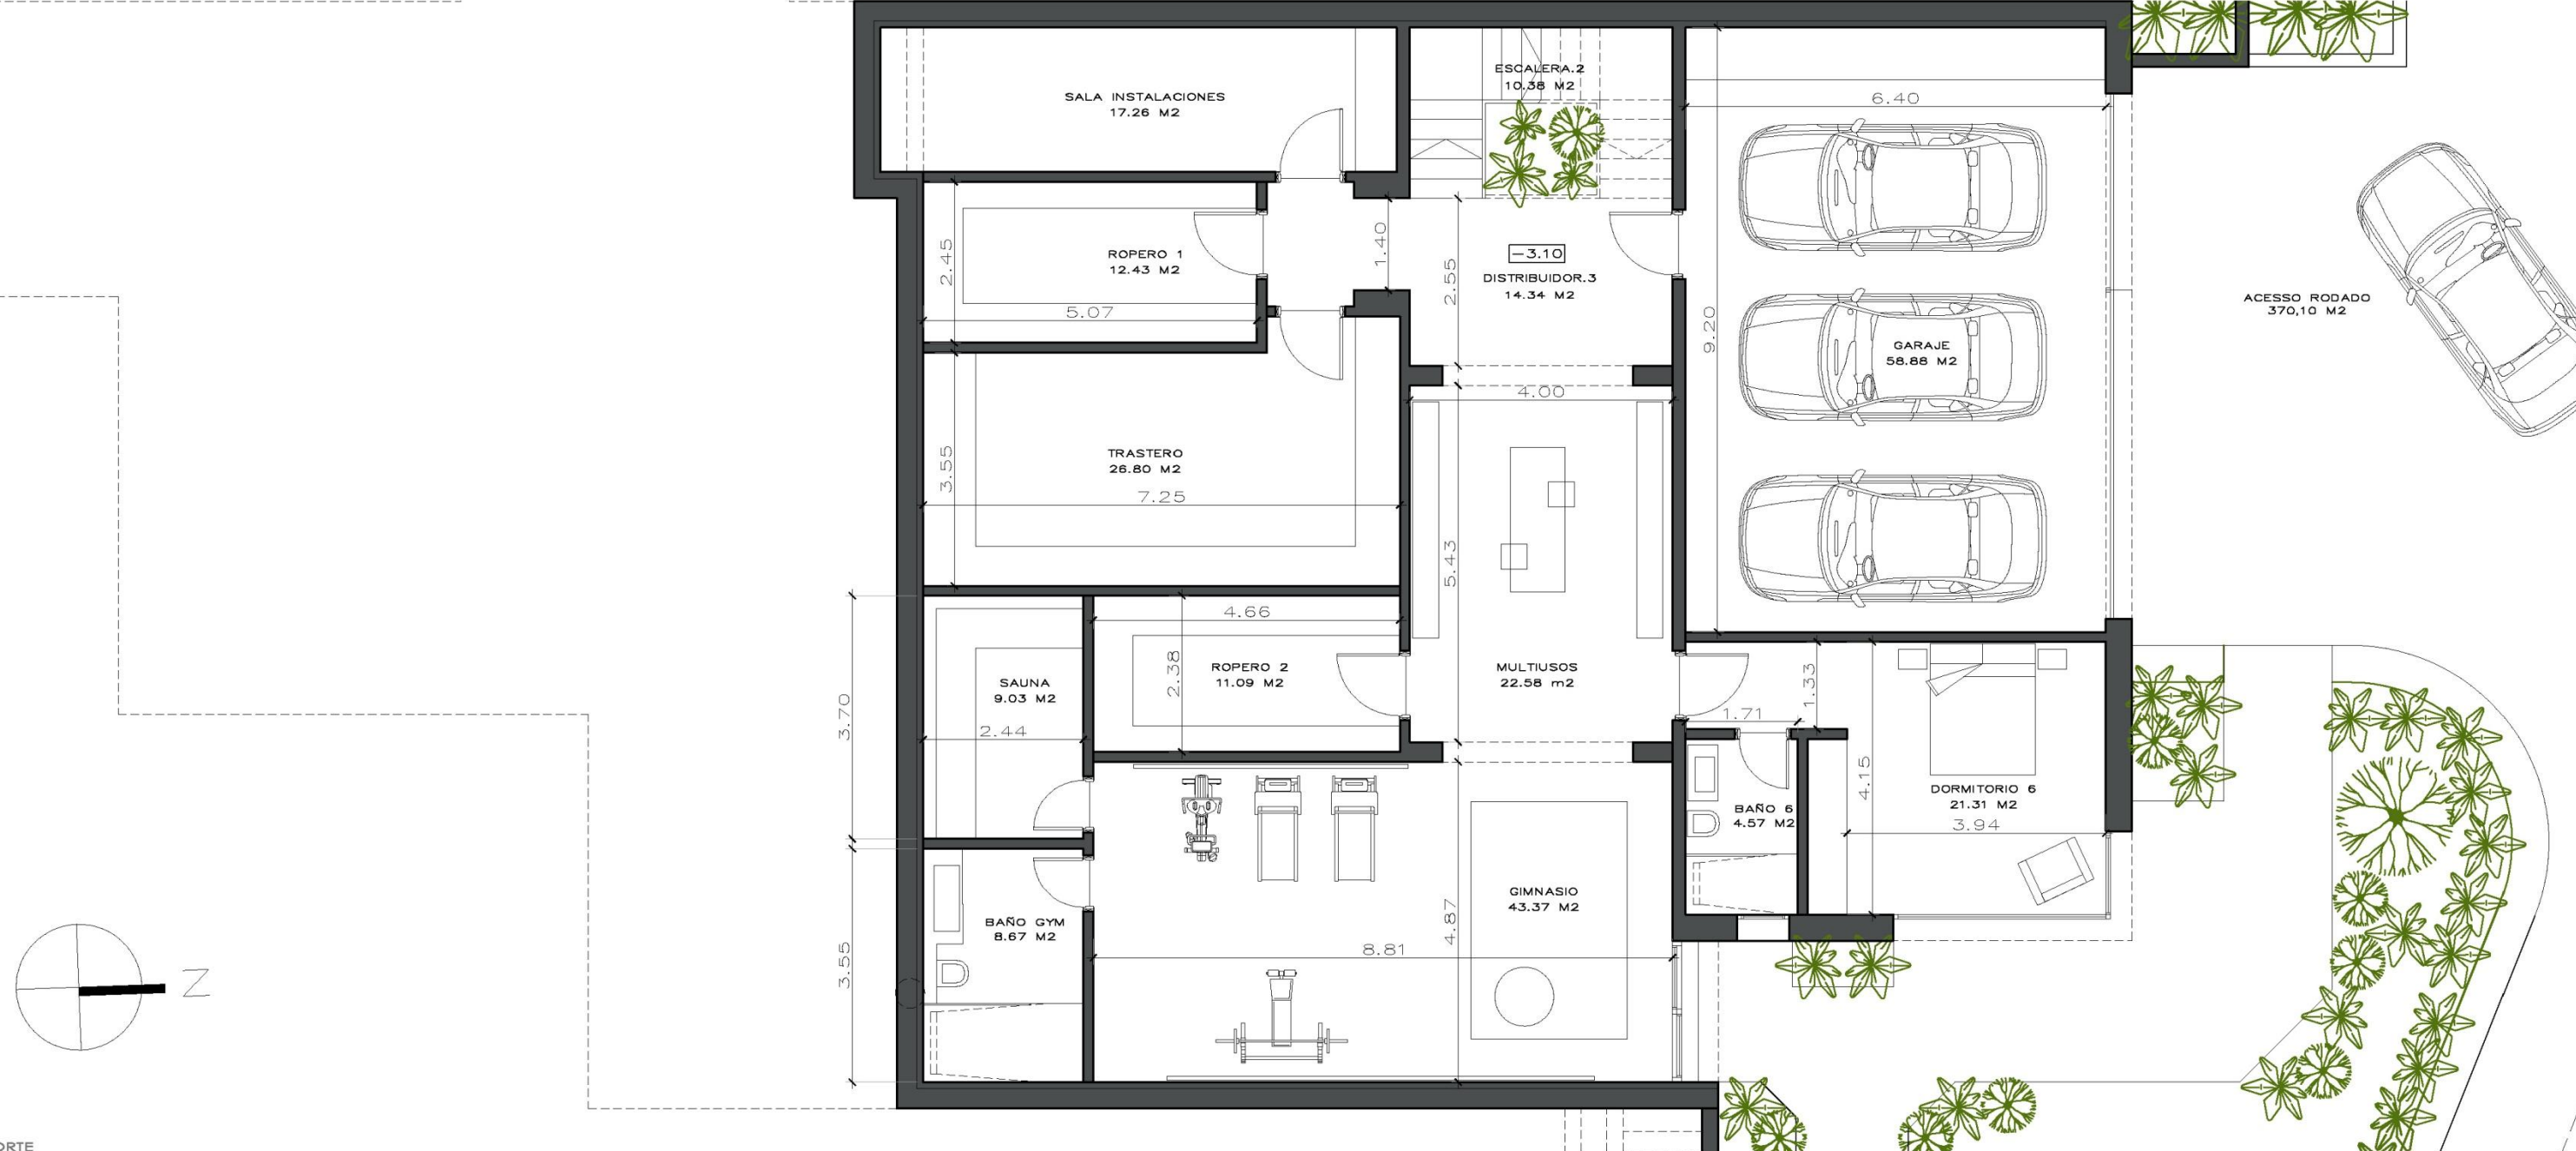 ESCALERA.2
10.38 M2
SALA INSTALACIONES
17.26 M2
6.40
ROPERO 1
12.43 M2
2.45
5.07
1.40
2.55
-3.10
DISTRIBUIDOR.3
14.34 M2
9.20
GARAJE
58.88 M2
ACESSO RODADO
370,10 M2
4.00
TRASTERO
26.80 M2
3.55
7.25
5.43
4.66
ROPERO 2
11.09 M2
2.38
SAUNA
9.03 M2
2.44
3.70
MULTIUSOS
22.58 m2
1.33
1.71
4.15
BAÑO 6
4.57 M2
DORMITORIO 6
21.31 M2
3.94
GIMNASIO
43.37 M2
4.87
8.81
BAÑO GYM
8.67 M2
3.55
N
ORTE